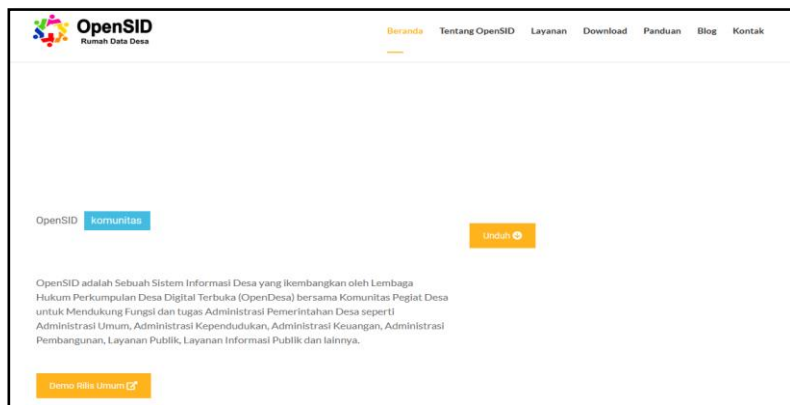 OpenSID
Rumah Data Desa
Beranda Tentang OpenSID Layanan Download Panduan Blog Kontak
OpenSID komunitas
Unduh
OpenSID adalah Sebuah Sistem Informasi Desa yang ikembangkan oleh Lembaga
Hukum Perkumpulan Desa Digital Terbuka (OpenDesa) bersama Komunitas Pegiat Desa
untuk Mendukung Fungsi dan tugas Administrasi Pemerintahan Desa seperti
Administrasi Umum, Administrasi Kependudukan, Administrasi Keuangan, Administrasi
Pembangunan, Layanan Publik, Layanan Informasi Publik dan lainnya.
Demo Rilis Umum